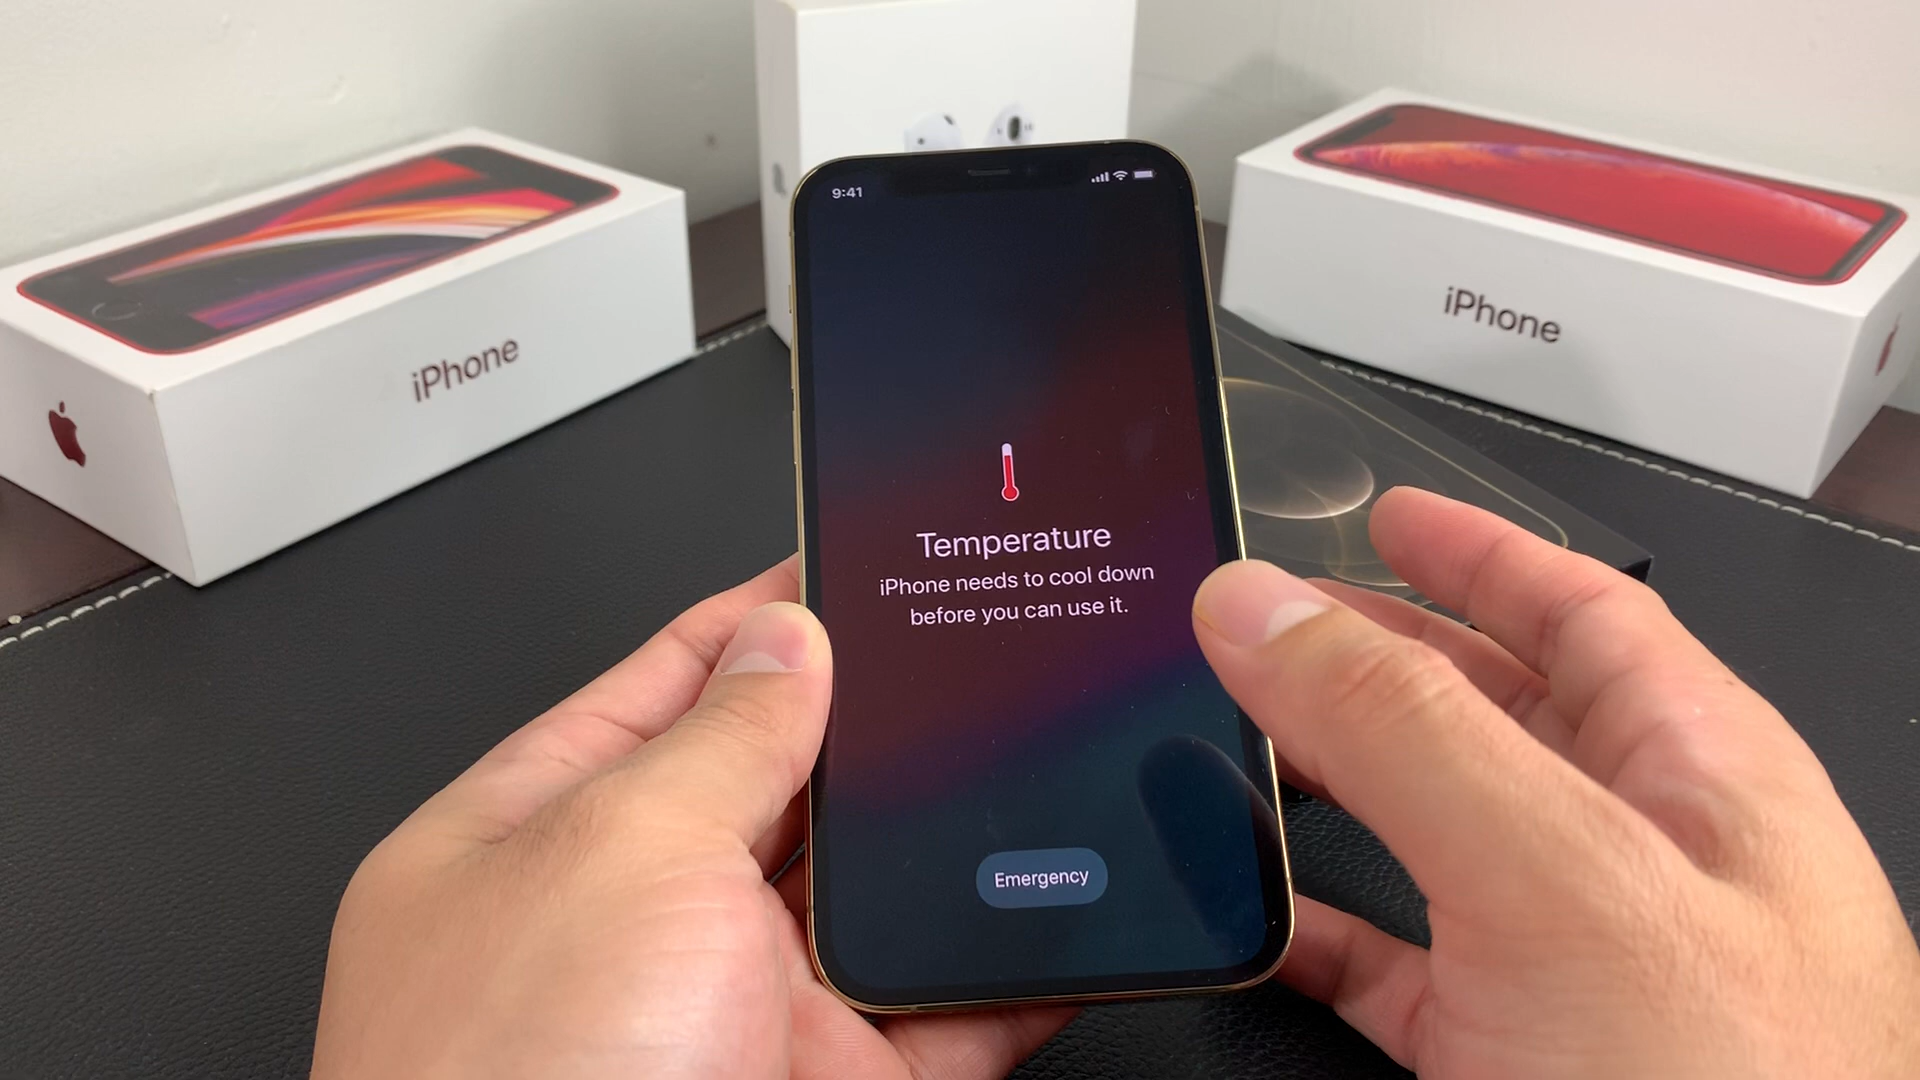 9:41
iPhone
iPhone
Temperature
iPhone needs to cool down
before you can use it.
Emergency